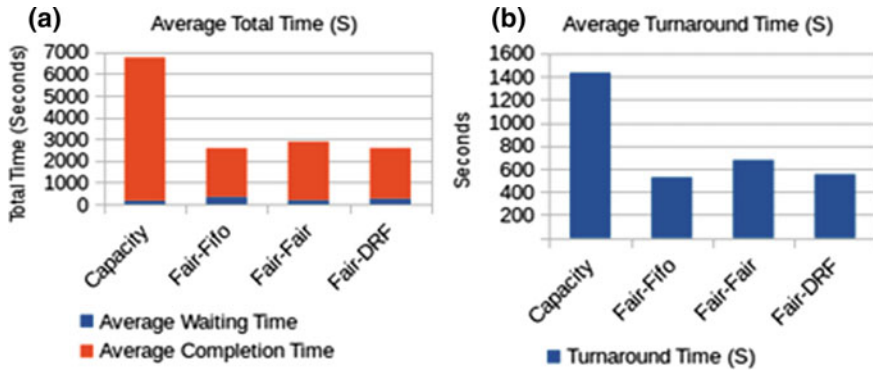 (a)
Average Total Time (S)
Total Time (Seconds)
7000
6000
5000
4000
3000
2000
1000
0
Capacity
Fair-Fifo
Fair-Fair
Fair-DRF
Average Waiting Time
Average Completion Time
(b)
Average Turnaround Time (S)
Seconds
1600
1400
1200
1000
800
600
400
200
Capacity
Fair-Fifo
Fair-Fair
Fair-DRF
Turnaround Time (S)